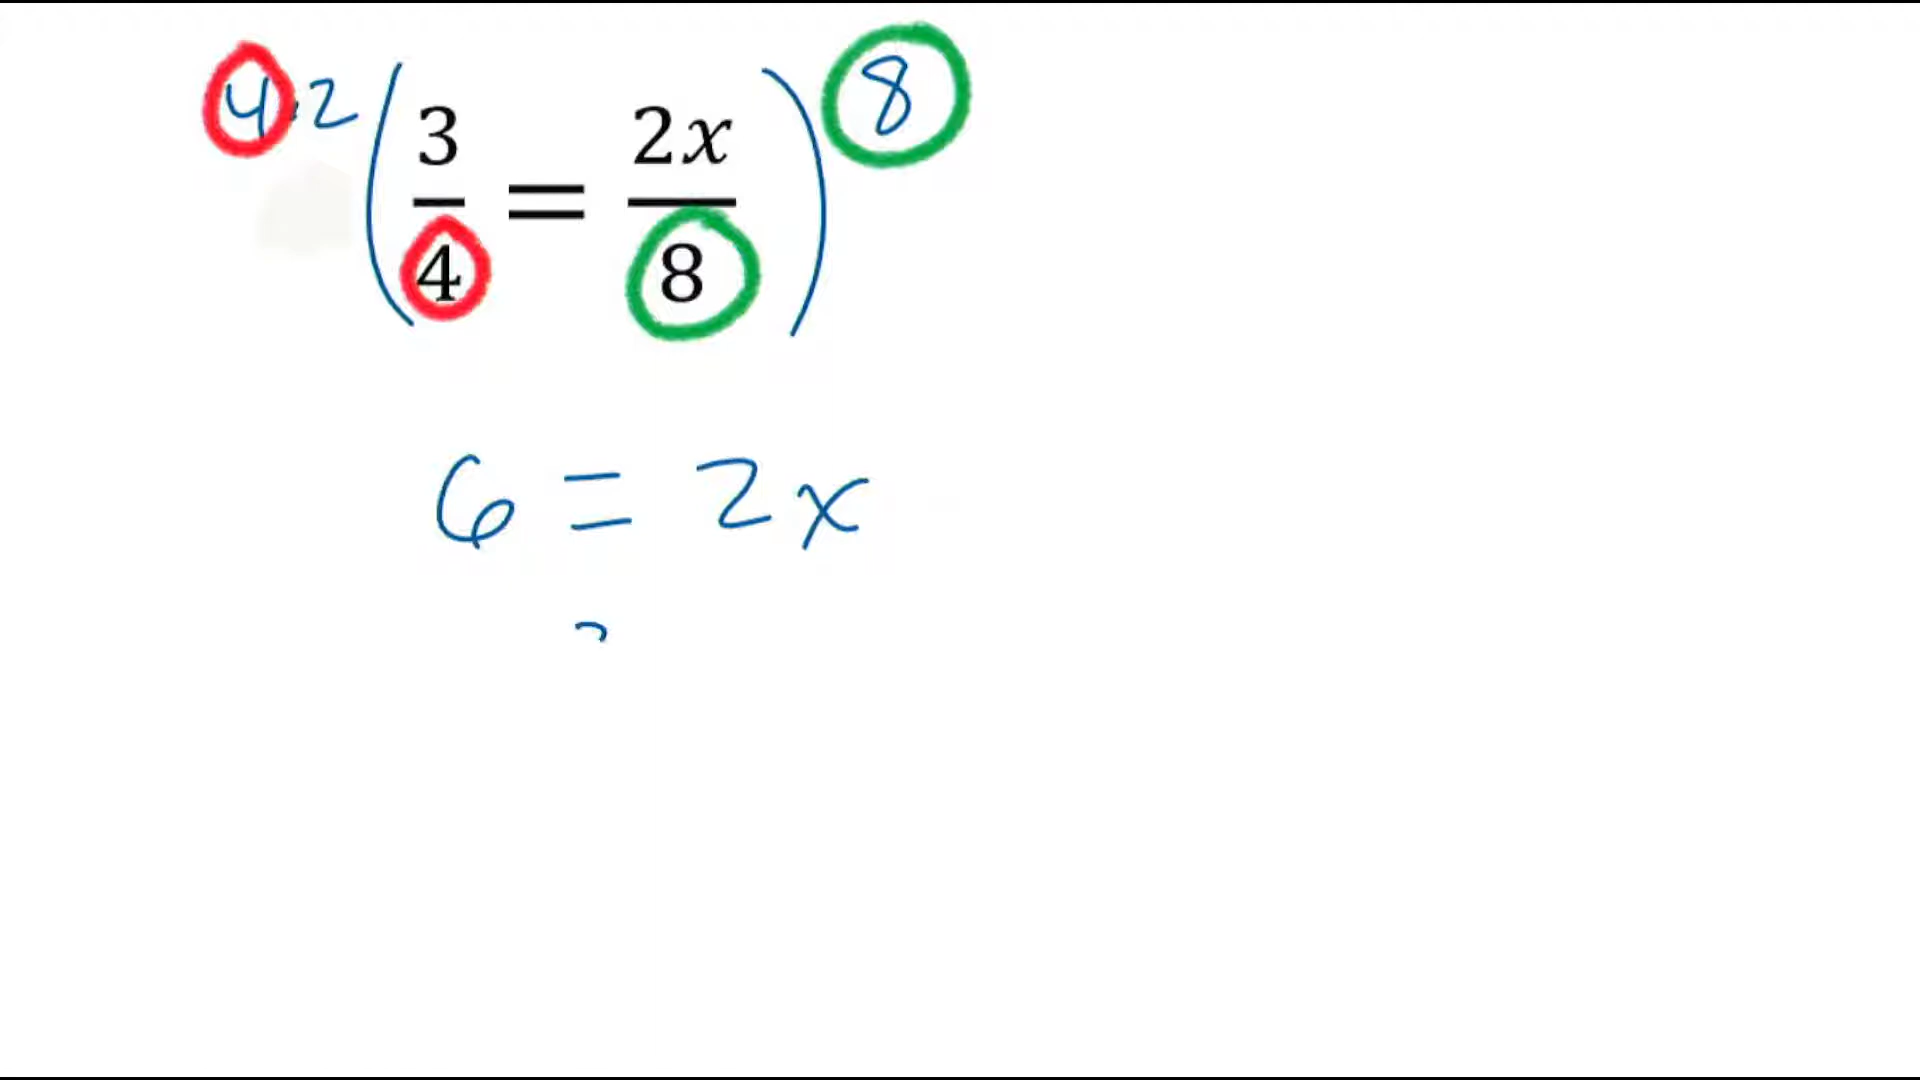 4·2 ( 3/4 = 2x/8 ) 8
6 = 2x